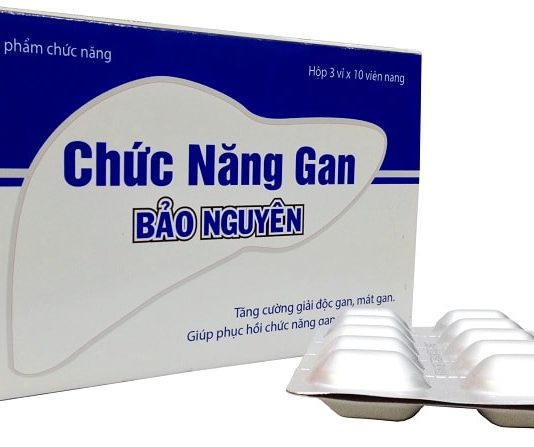 phẩm chức năng
Hộp 3 vỉ x 10 viên nang
Chức Năng Gan
BẢO NGUYÊN
Tăng cường giải độc gan, mát gan.
Giúp phục hồi chức năng gan